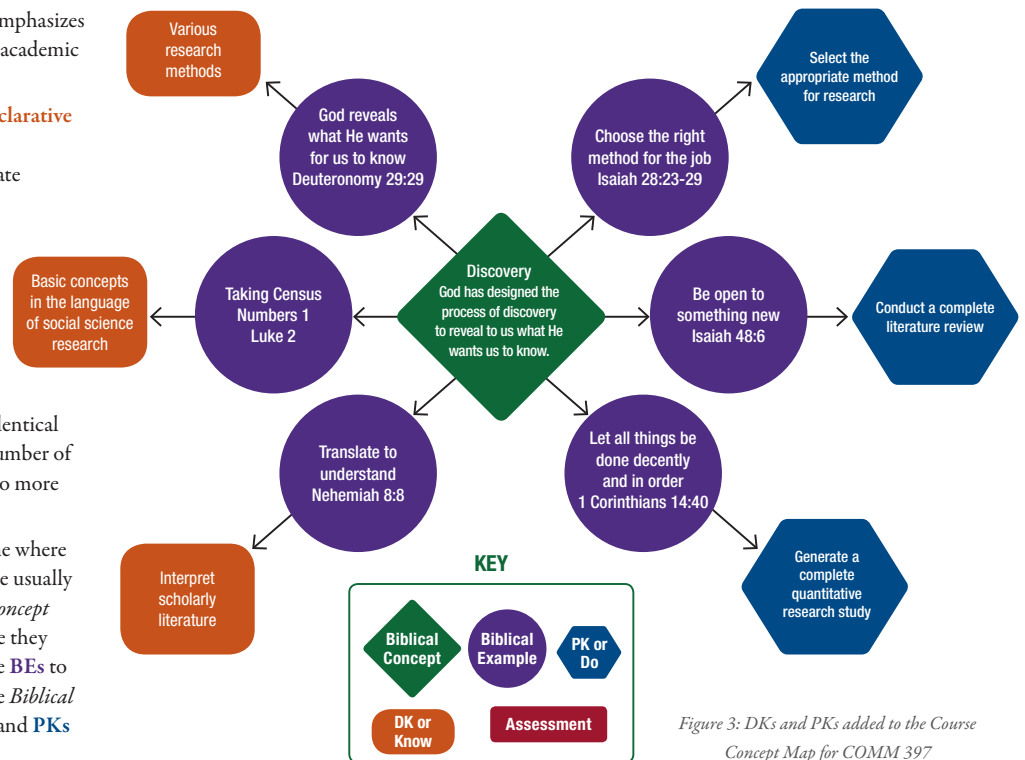 mphasizes
academic
clarative
ate
lentical
umber of
o more
ne where
e usually
oncept
e they
e BEs to
e Biblical
and PKs
Various
research
methods
God reveals
what He wants
for us to know
Deuteronomy 29:29
Choose the right
method for the job
Isaiah 28:23-29
Select the
appropriate method
for research
Basic concepts
in the language
of social science
research
Taking Census
Numbers 1
Luke 2
Discovery
God has designed the
process of discovery
to reveal to us what He
wants us to know.
Be open to
something new
Isaiah 48:6
Conduct a complete
literature review
Translate to
understand
Nehemiah 8:8
Let all things be
done decently
and in order
1 Corinthians 14:40
Interpret
scholarly
literature
Generate a
complete
quantitative
research study
KEY
Biblical
Concept
Biblical
Example
PK or
Do
DK or
Know
Assessment
Figure 3: DKs and PKs added to the Course
Concept Map for COMM 397